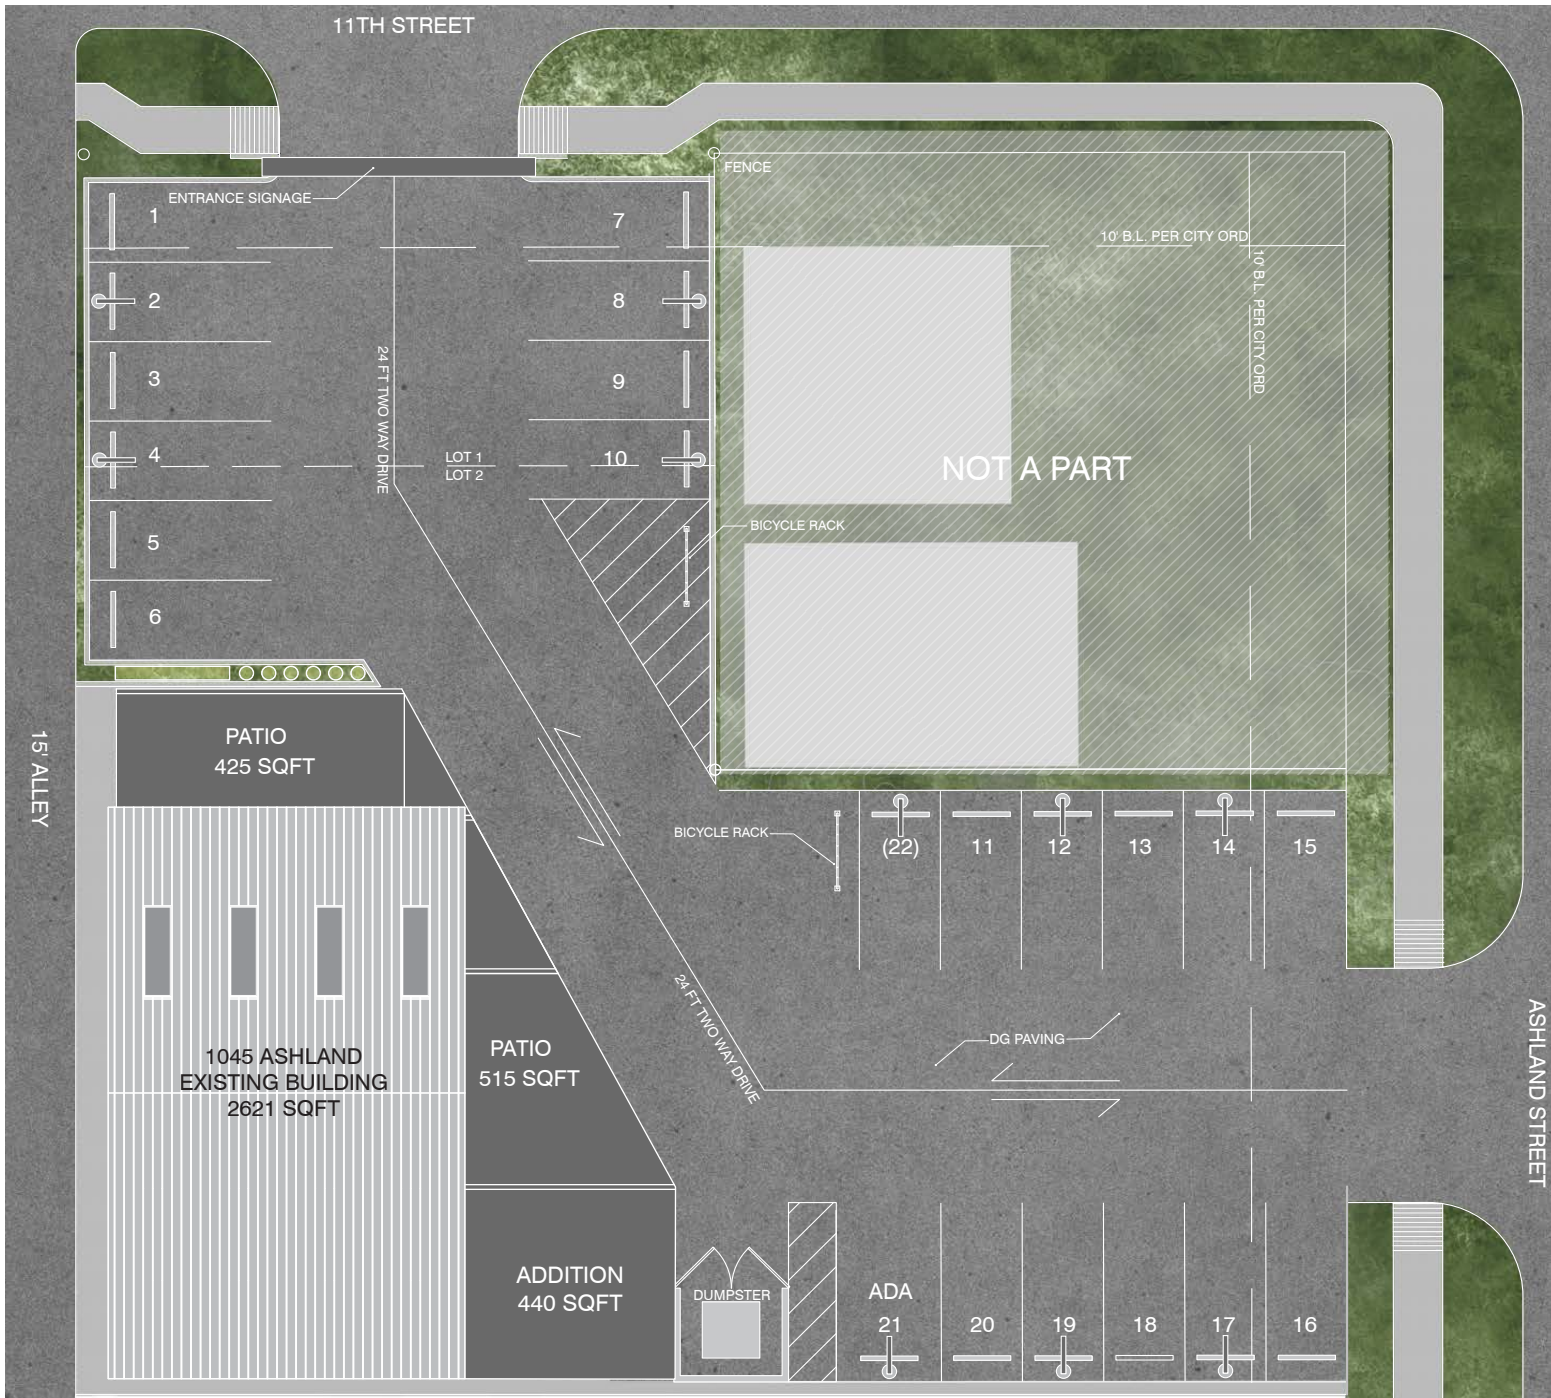 11TH STREET
FENCE
ENTRANCE SIGNAGE
1
7
10' B.L. PER CITY ORD
10' B.L. PER CITY ORD
2
8
3
9
24 FT TWO WAY DRIVE
4
LOT 1
LOT 2
10
NOT A PART
BICYCLE RACK
5
6
15' ALLEY
PATIO
425 SQFT
BICYCLE RACK
(22)
11
12
13
14
15
24 FT TWO WAY DRIVE
DG PAVING
ASHLAND STREET
1045 ASHLAND
EXISTING BUILDING
2621 SQFT
PATIO
515 SQFT
ADDITION
440 SQFT
DUMPSTER
ADA
21
20
19
18
17
16